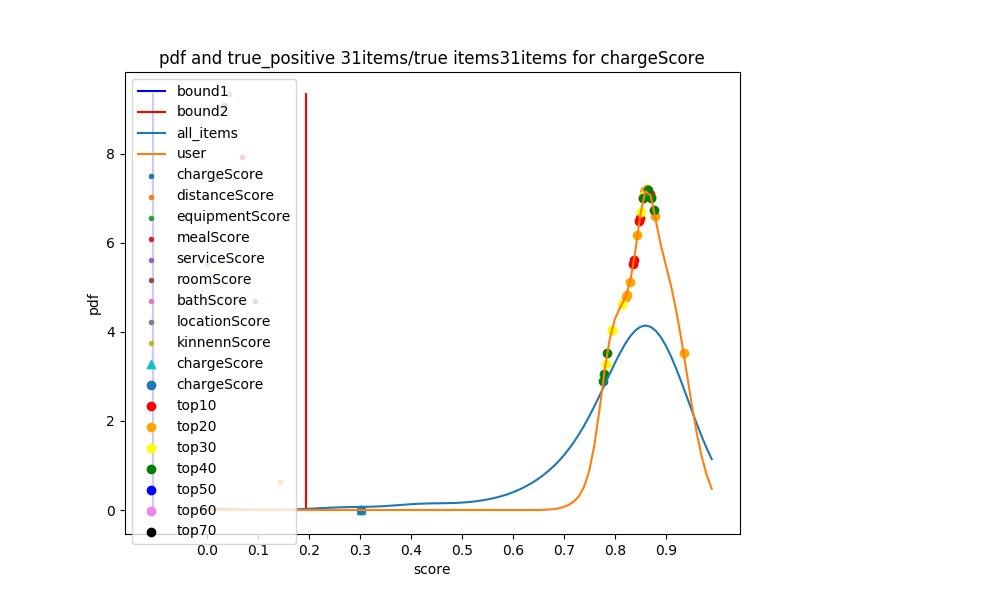 pdf and true_positive 31items/true items31items for chargeScore
bound1
bound2
all_items
user
chargeScore
distanceScore
equipmentScore
mealScore
serviceScore
roomScore
bathScore
locationScore
kinnennScore
chargeScore
chargeScore
top10
top20
top30
top40
top50
top60
top70
8
6
4
2
0
pdf
0.0 0.1 0.2 0.3 0.4 0.5 0.6 0.7 0.8 0.9
score